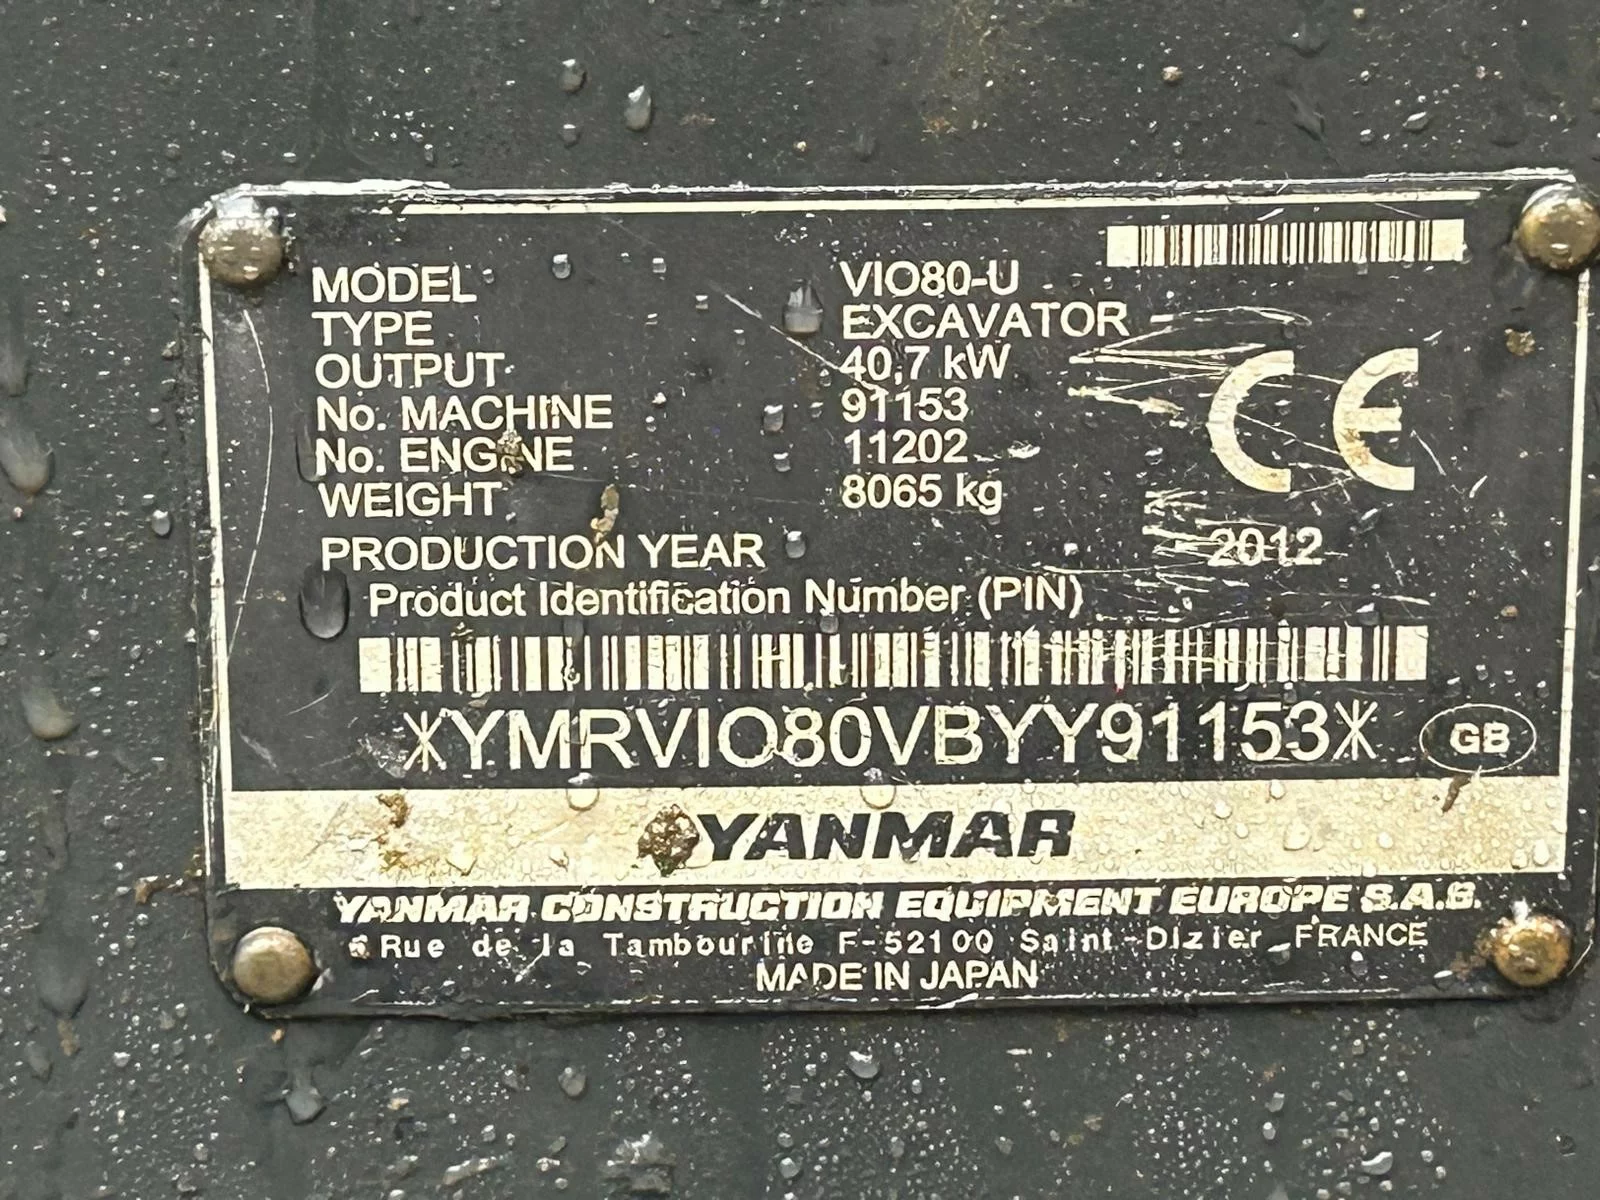 MODEL VIO80-U
TYPE EXCAVATOR
OUTPUT 40,7 kW
No. MACHINE 91153
No. ENGINE 11202
WEIGHT 8065 kg
PRODUCTION YEAR 2012
Product Identification Number (PIN)
*YMRVIO80VBYY91153* GB
CE
YANMAR
YANMAR CONSTRUCTION EQUIPMENT EUROPE S.A.S.
Rue de la Tambourine F-52100 Saint-Dizier FRANCE
MADE IN JAPAN